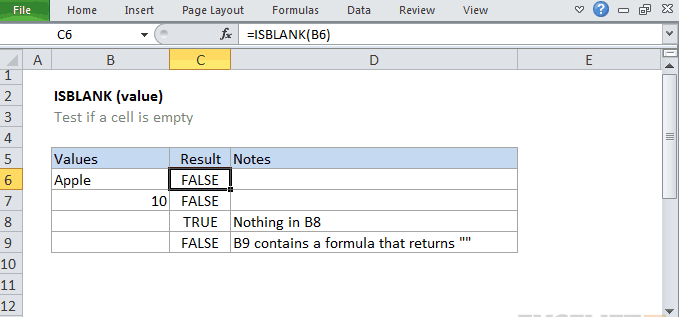 File Home Insert Page Layout Formulas Data Review View
C6 fx =ISBLANK(B6)
A B C D E
1
2 ISBLANK (value)
3 Test if a cell is empty
4
5 Values Result Notes
6 Apple FALSE
7 10 FALSE
8 TRUE Nothing in B8
9 FALSE B9 contains a formula that returns ""
10
11
12